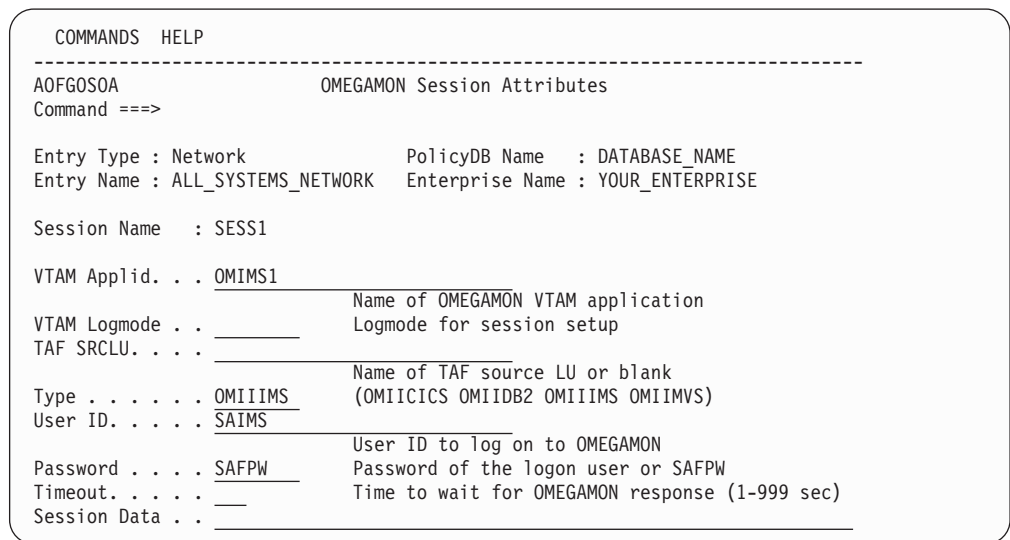 COMMANDS HELP
-------------------------------------------------------------------------------
AOFGOSOA OMEGAMON Session Attributes
Command ===>
Entry Type : Network PolicyDB Name : DATABASE_NAME
Entry Name : ALL_SYSTEMS_NETWORK Enterprise Name : YOUR_ENTERPRISE
Session Name : SESS1
VTAM Applid. . . OMIMS1
Name of OMEGAMON VTAM application
VTAM Logmode . . Logmode for session setup
TAF SRCLU. . . .
Name of TAF source LU or blank
Type . . . . . . OMIIIMS (OMIICICS OMIIDB2 OMIIIMS OMIIMVS)
User ID. . . . . SAIMS
User ID to log on to OMEGAMON
Password . . . . SAFPW Password of the logon user or SAFPW
Timeout. . . . . Time to wait for OMEGAMON response (1-999 sec)
Session Data . .